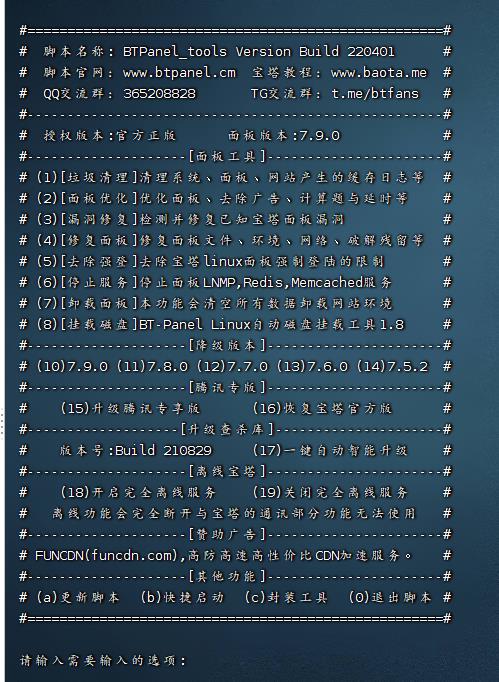 #====================================================#
# 脚本名称: BTPanel_tools Version Build 220401 #
# 脚本官网: www.btpanel.cm 宝塔教程: www.baota.me #
# QQ交流群: 365208828 TG交流群: t.me/btfans #
#----------------------------------------------------#
# 授权版本:官方正版 面板版本:7.9.0 #
#--------------------[面板工具]----------------------#
# (1)[垃圾清理]清理系统、面板、网站产生的缓存日志等 #
# (2)[面板优化]优化面板、去除广告、计算题与延时等 #
# (3)[漏洞修复]检测并修复已知宝塔面板漏洞 #
# (4)[修复面板]修复面板文件、环境、网络、破解残留等 #
# (5)[去除强登]去除宝塔linux面板强制登陆的限制 #
# (6)[停止服务]停止面板LNMP,Redis,Memcached服务 #
# (7)[卸载面板]本功能会清空所有数据卸载网站环境 #
# (8)[挂载磁盘]BT-Panel Linux自动磁盘挂载工具1.8 #
#--------------------[降级版本]----------------------#
# (10)7.9.0 (11)7.8.0 (12)7.7.0 (13)7.6.0 (14)7.5.2 #
#--------------------[腾讯专版]----------------------#
# (15)升级腾讯专享版 (16)恢复宝塔官方版 #
#-------------------[升级查杀库]---------------------#
# 版本号:Build 210829 (17)一键自动智能升级 #
#--------------------[离线宝塔]----------------------#
# (18)开启完全离线服务 (19)关闭完全离线服务 #
# 离线功能会完全断开与宝塔的通讯部分功能无法使用 #
#--------------------[赞助广告]----------------------#
# FUNCDN(funcdn.com),高防高速高性价比CDN加速服务。 #
#--------------------[其他功能]----------------------#
# (a)更新脚本 (b)快捷启动 (c)封装工具 (0)退出脚本 #
#====================================================#
请输入需要输入的选项: